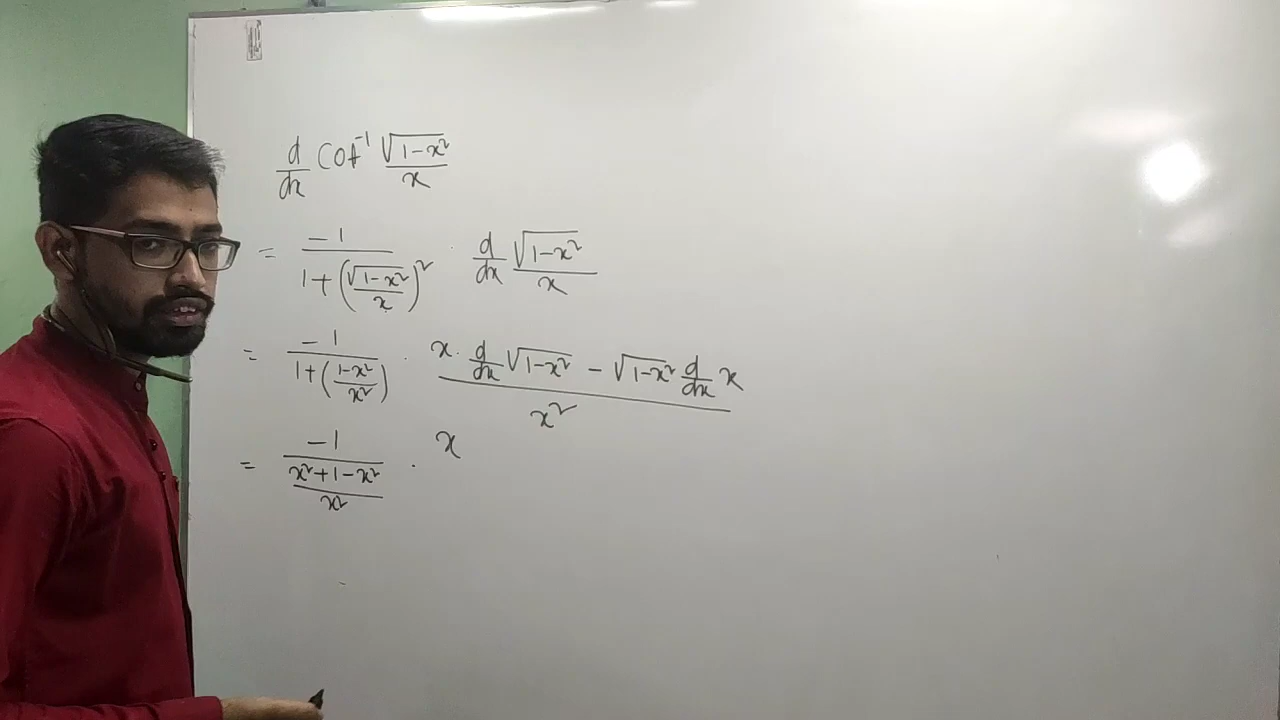 d/dx Cot⁻¹ √(1-x²)/x
= -1/(1+(√(1-x²)/x)²) · d/dx √(1-x²)/x
= -1/(1+((1-x²)/x²)) · (x · d/dx √(1-x²) - √(1-x²) d/dx x)/x²
= -1/((x²+1-x²)/x²) · x